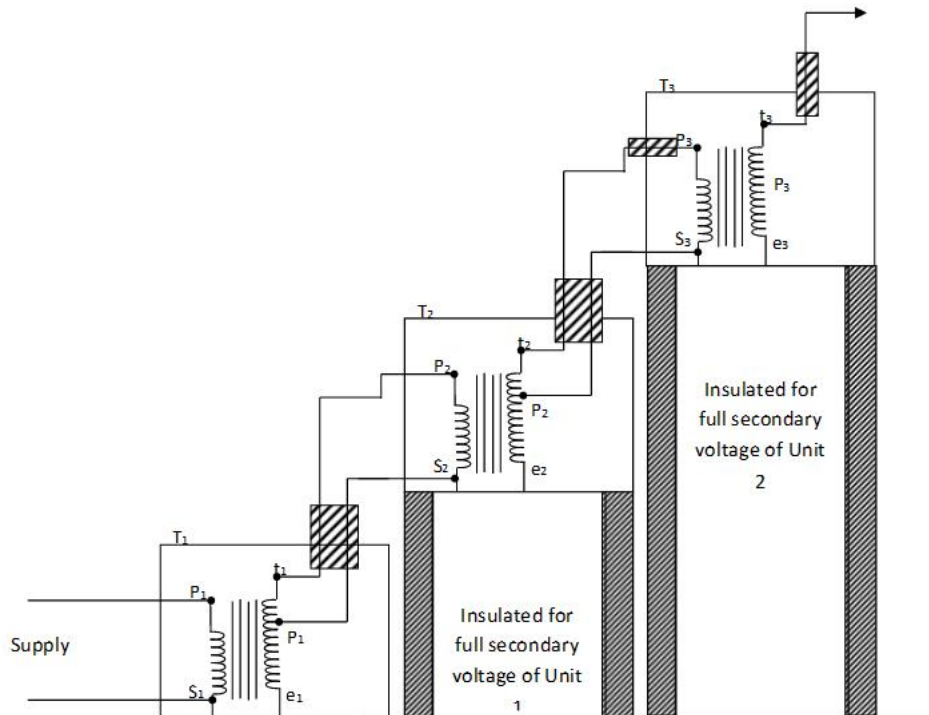 T₃
t₃
P₃
P₃
S₃
e₃
T₂
t₂
P₂
P₂
S₂
e₂
Insulated for
full secondary
voltage of Unit
2
T₁
t₁
P₁
P₁
Supply
S₁
e₁
Insulated for
full secondary
voltage of Unit
1